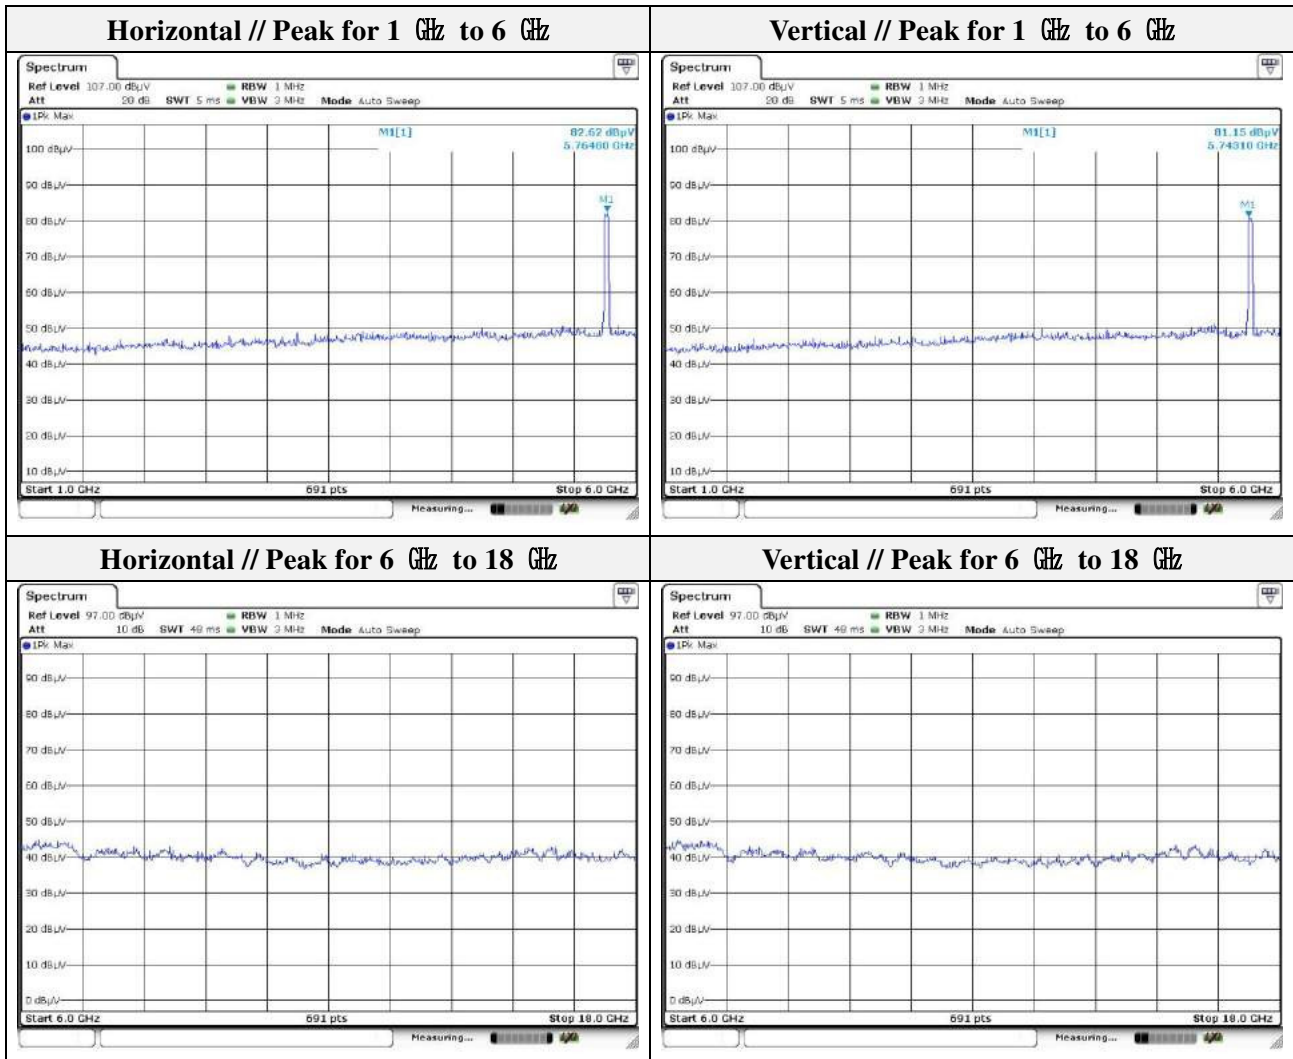 Horizontal // Peak for 1 ㎓ to 6 ㎓
Vertical // Peak for 1 ㎓ to 6 ㎓
Spectrum
Ref Level 107.00 dBµV RBW 1 MHz
Att 20 dB SWT 5 ms VBW 3 MHz Mode Auto Sweep
1Pk Max
M1[1] 82.62 dBµV
5.76460 GHz
100 dBµV
90 dBµV
M1
80 dBµV
70 dBµV
60 dBµV
50 dBµV
40 dBµV
30 dBµV
20 dBµV
10 dBµV
Start 1.0 GHz 691 pts Stop 6.0 GHz
Measuring...
Spectrum
Ref Level 107.00 dBµV RBW 1 MHz
Att 20 dB SWT 5 ms VBW 3 MHz Mode Auto Sweep
1Pk Max
M1[1] 81.15 dBµV
5.74310 GHz
100 dBµV
90 dBµV
M1
80 dBµV
70 dBµV
60 dBµV
50 dBµV
40 dBµV
30 dBµV
20 dBµV
10 dBµV
Start 1.0 GHz 691 pts Stop 6.0 GHz
Measuring...
Horizontal // Peak for 6 ㎓ to 18 ㎓
Vertical // Peak for 6 ㎓ to 18 ㎓
Spectrum
Ref Level 97.00 dBµV RBW 1 MHz
Att 10 dB SWT 48 ms VBW 3 MHz Mode Auto Sweep
1Pk Max
90 dBµV
80 dBµV
70 dBµV
60 dBµV
50 dBµV
40 dBµV
30 dBµV
20 dBµV
10 dBµV
0 dBµV
Start 6.0 GHz 691 pts Stop 18.0 GHz
Measuring...
Spectrum
Ref Level 97.00 dBµV RBW 1 MHz
Att 10 dB SWT 48 ms VBW 3 MHz Mode Auto Sweep
1Pk Max
90 dBµV
80 dBµV
70 dBµV
60 dBµV
50 dBµV
40 dBµV
30 dBµV
20 dBµV
10 dBµV
0 dBµV
Start 6.0 GHz 691 pts Stop 18.0 GHz
Measuring...